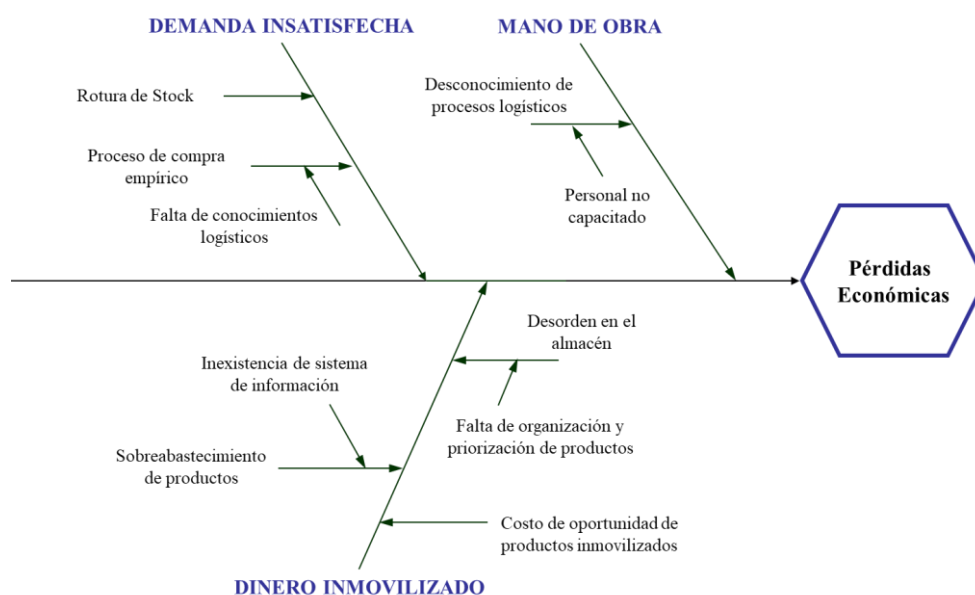 DEMANDA INSATISFECHA
MANO DE OBRA
Rotura de Stock
Desconocimiento de
procesos logísticos
Proceso de compra
empírico
Personal no
capacitado
Falta de conocimientos
logísticos
Pérdidas
Económicas
Desorden en el
almacén
Inexistencia de sistema
de información
Falta de organización y
priorización de productos
Sobreabastecimiento
de productos
Costo de oportunidad de
productos inmovilizados
DINERO INMOVILIZADO